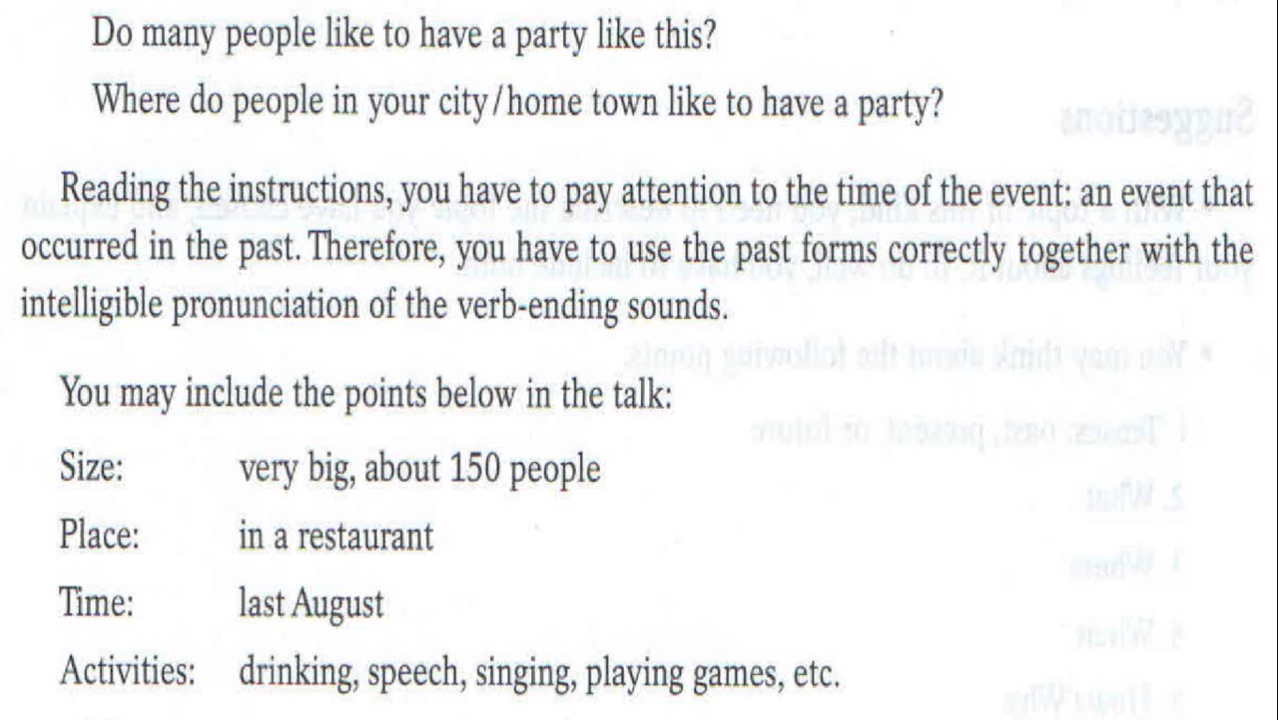 Do many people like to have a party like this?
Where do people in your city/home town like to have a party?
Reading the instructions, you have to pay attention to the time of the event: an event that
occurred in the past. Therefore, you have to use the past forms correctly together with the
intelligible pronunciation of the verb-ending sounds.
You may include the points below in the talk:
Size: very big, about 150 people
Place: in a restaurant
Time: last August
Activities: drinking, speech, singing, playing games, etc.